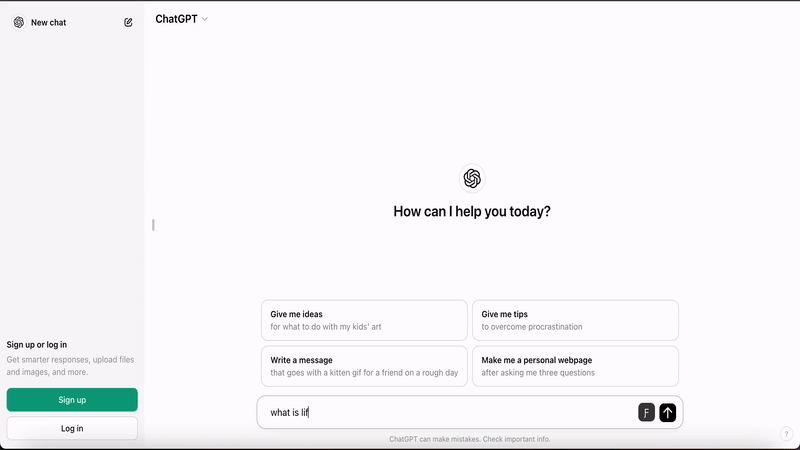 New chat
ChatGPT
How can I help you today?
Give me ideas
for what to do with my kids' art
Give me tips
to overcome procrastination
Write a message
that goes with a kitten gif for a friend on a rough day
Make me a personal webpage
after asking me three questions
Sign up or log in
Get smarter responses, upload files
and images, and more.
Sign up
Log in
what is lif
F
ChatGPT can make mistakes. Check important info.
?